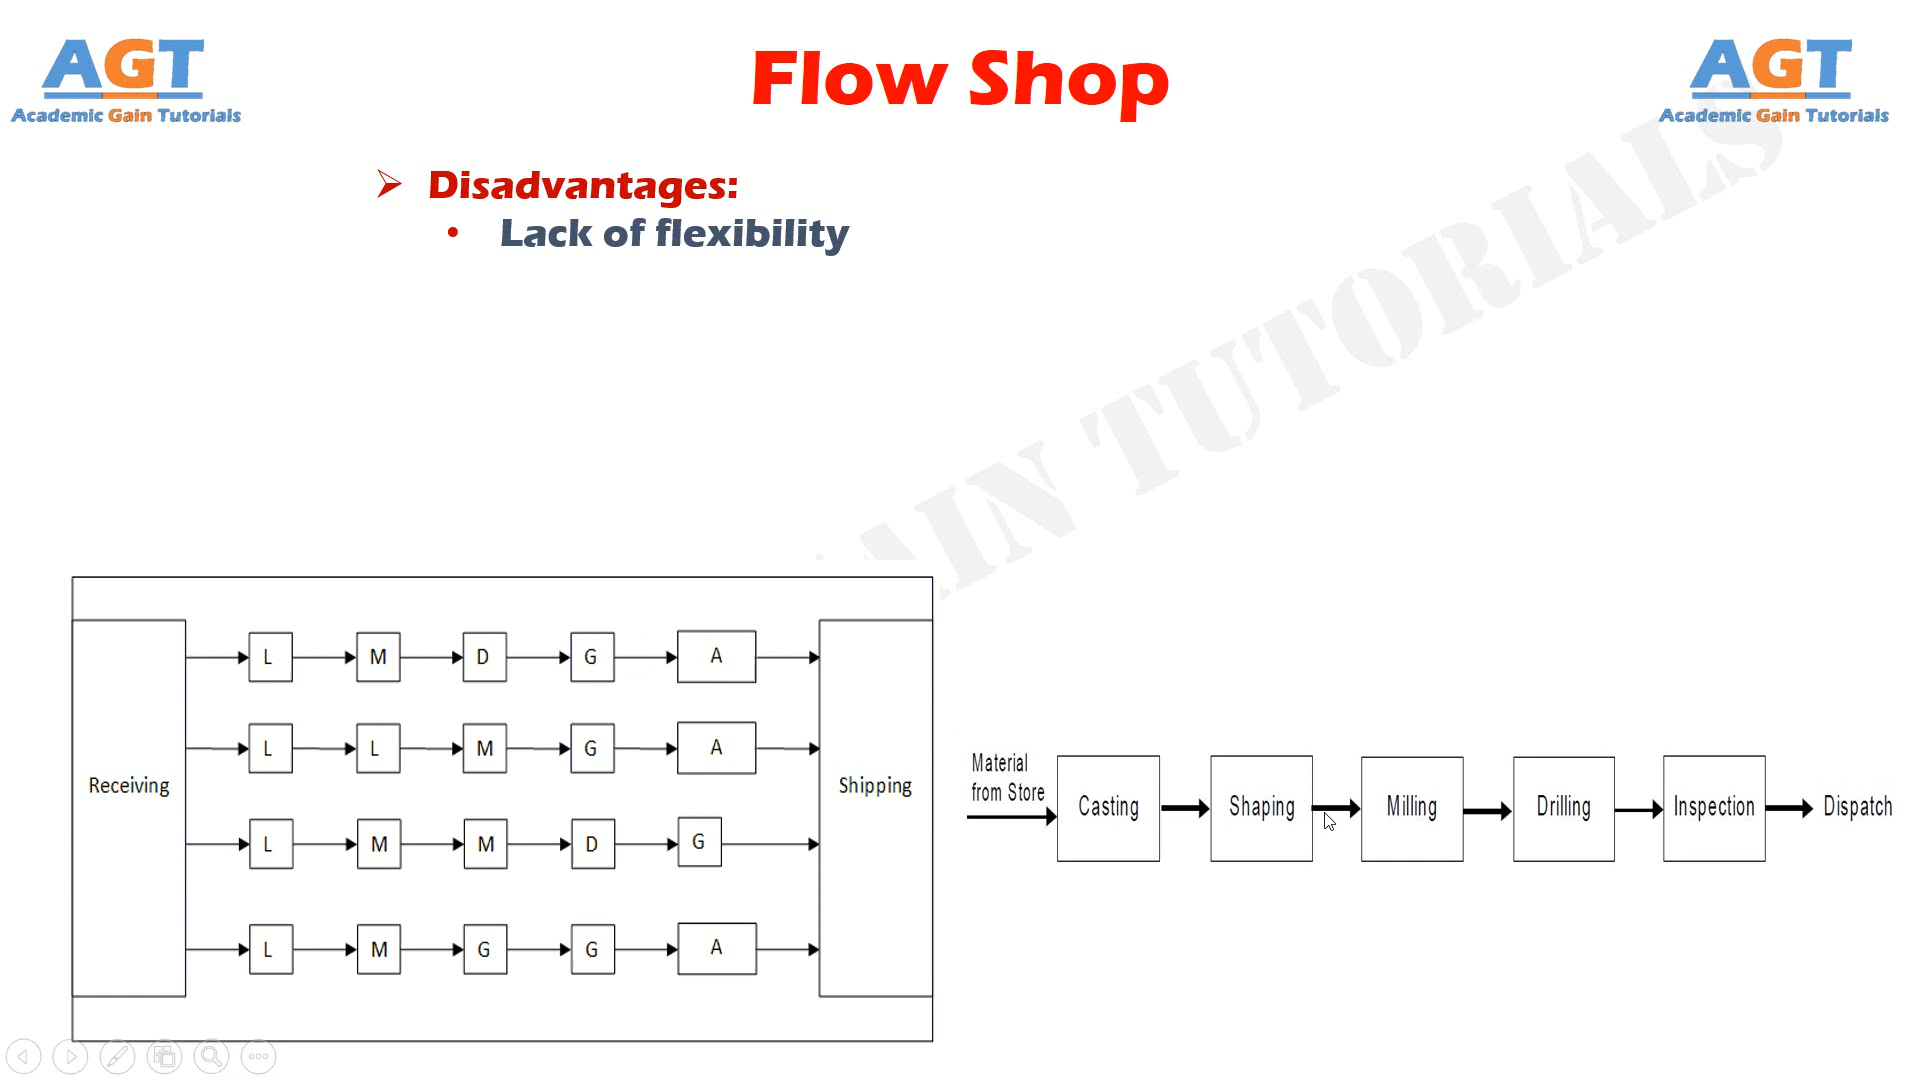 AGT
Academic Gain Tutorials
Flow Shop
AGT
Academic Gain Tutorials
Disadvantages:
• Lack of flexibility
AIN TUTORIALS
Receiving
L M D G A
L L M G A
L M M D G
L M G G A
Shipping
Material
from Store
Casting
Shaping
Milling
Drilling
Inspection
Dispatch